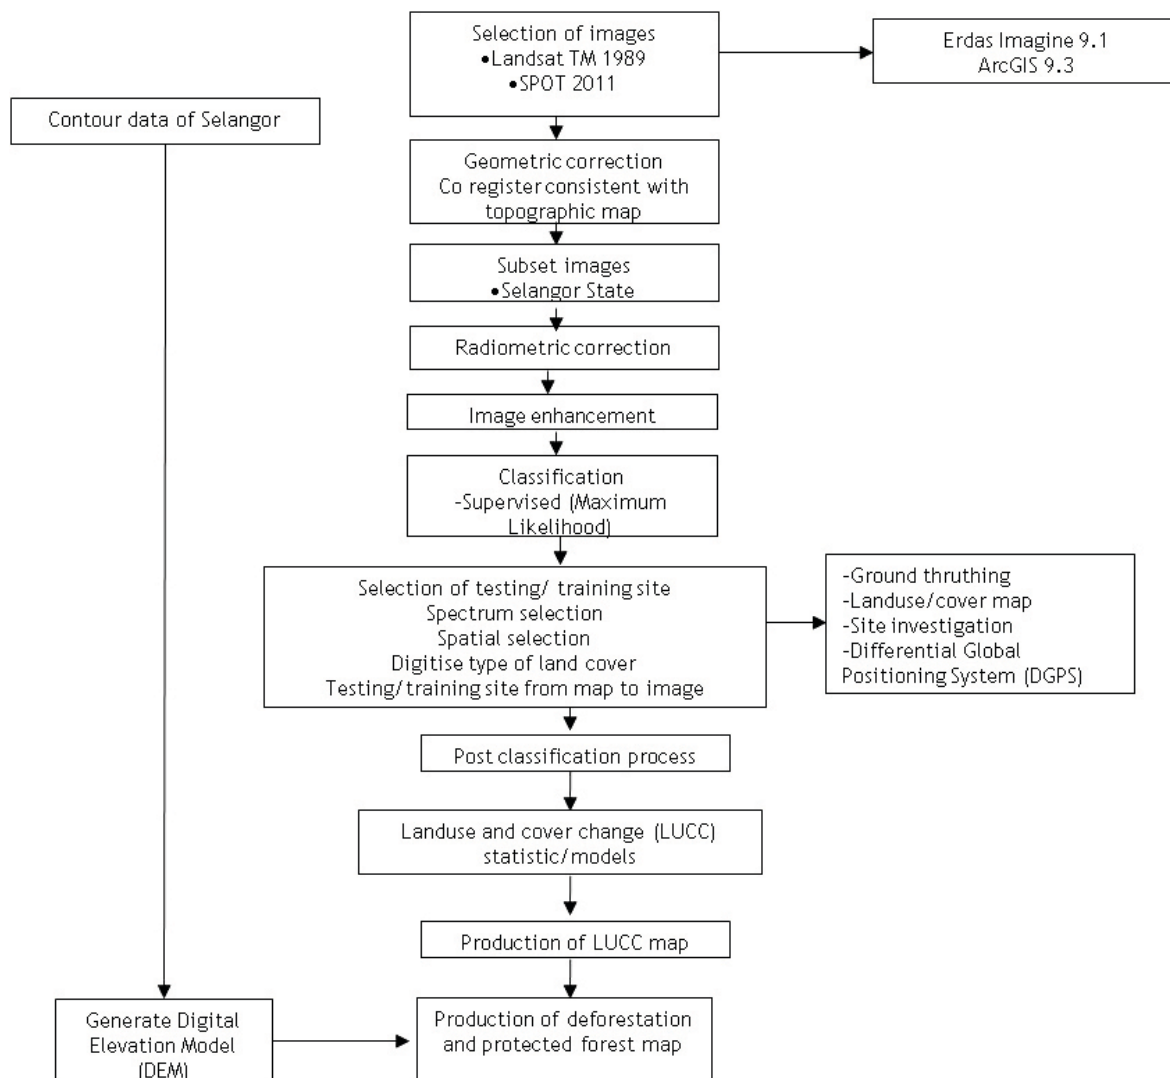 Selection of images
•Landsat TM 1989
•SPOT 2011
Erdas Imagine 9.1
ArcGIS 9.3
Contour data of Selangor
Geometric correction
Co register consistent with
topographic map
Subset images
•Selangor State
Radiometric correction
Image enhancement
Classification
-Supervised (Maximum
Likelihood)
Selection of testing/ training site
Spectrum selection
Spatial selection
Digitise type of land cover
Testing/training site from map to image
-Ground thruthing
-Landuse/cover map
-Site investigation
-Differential Global
Positioning System (DGPS)
Post classification process
Landuse and cover change (LUCC)
statistic/models
Production of LUCC map
Generate Digital
Elevation Model
(DEM)
Production of deforestation
and protected forest map